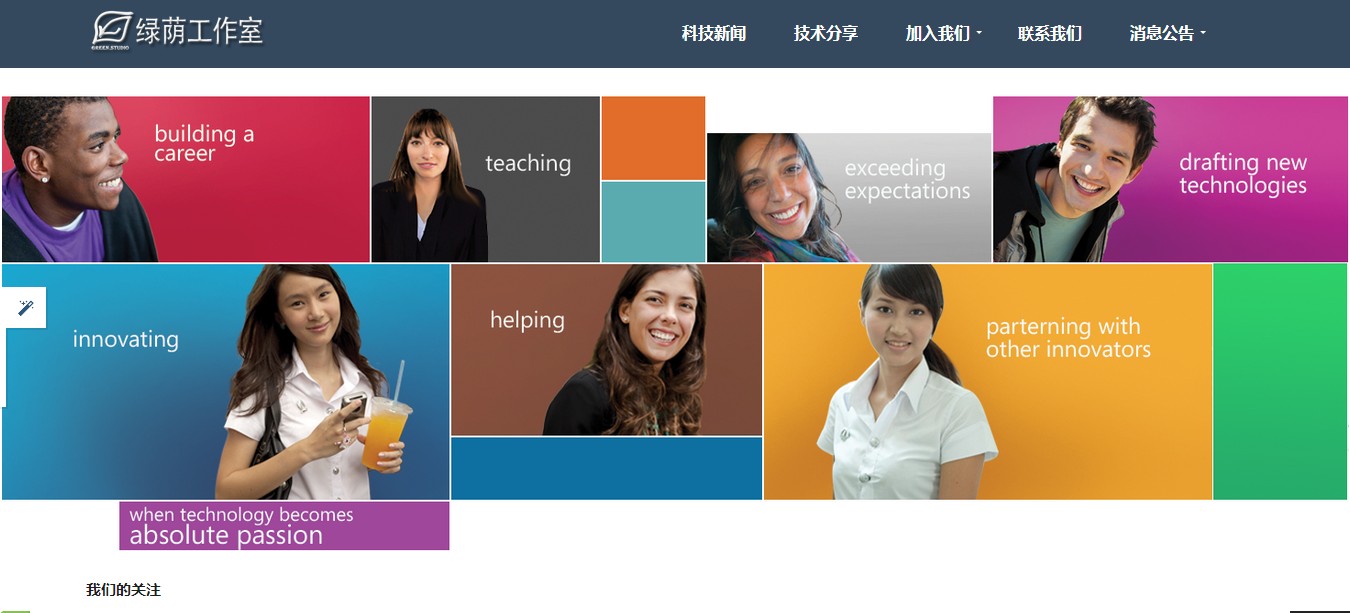 绿荫工作室
GREEN.STUDIO
科技新闻
技术分享
加入我们
联系我们
消息公告
building a
career
teaching
exceeding
expectations
drafting new
technologies
innovating
helping
parterning with
other innovators
when technology becomes
absolute passion
我们的关注